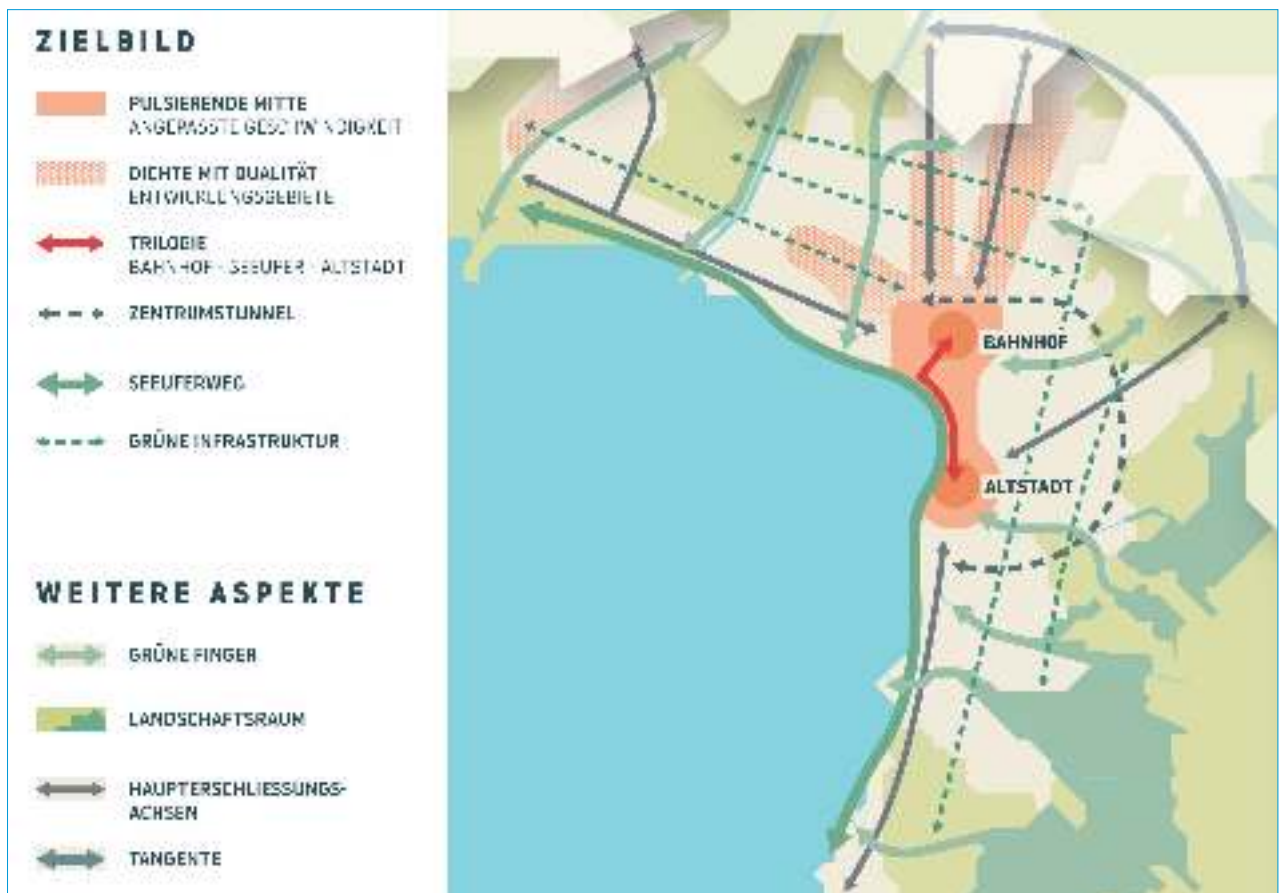 ZIELBILD
PULSIERENDE MITTE
ANGEPASSTE GESCHWINDIGKEIT
DICHTE MIT QUALITÄT
ENTWICKLUNGSGEBIETE
TRILOGIE
BAHNHOF - SEEUFER - ALTSTADT
ZENTRUMSTUNNEL
SEEUFERWEG
GRÜNE INFRASTRUKTUR
WEITERE ASPEKTE
GRÜNE FINGER
LANDSCHAFTSRAUM
HAUPTERSCHLIESSUNGS-
ACHSEN
TANGENTE
BAHNHOF
ALTSTADT